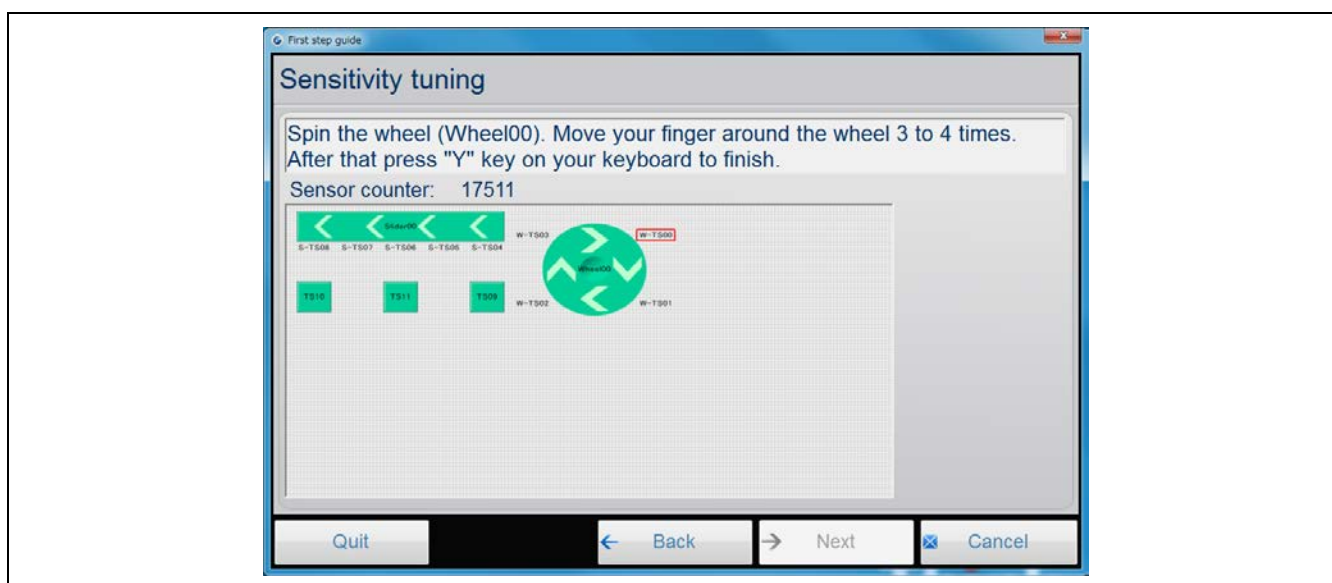 First step guide
Sensitivity tuning
Spin the wheel (Wheel00). Move your finger around the wheel 3 to 4 times.
After that press "Y" key on your keyboard to finish.
Sensor counter: 17511
Slider00
W-TS03
W-TS00
S-TS08 S-TS07 S-TS06 S-TS05 S-TS04
Wheel00
TS10 TS11 TS09
W-TS02
W-TS01
Quit Back Next Cancel